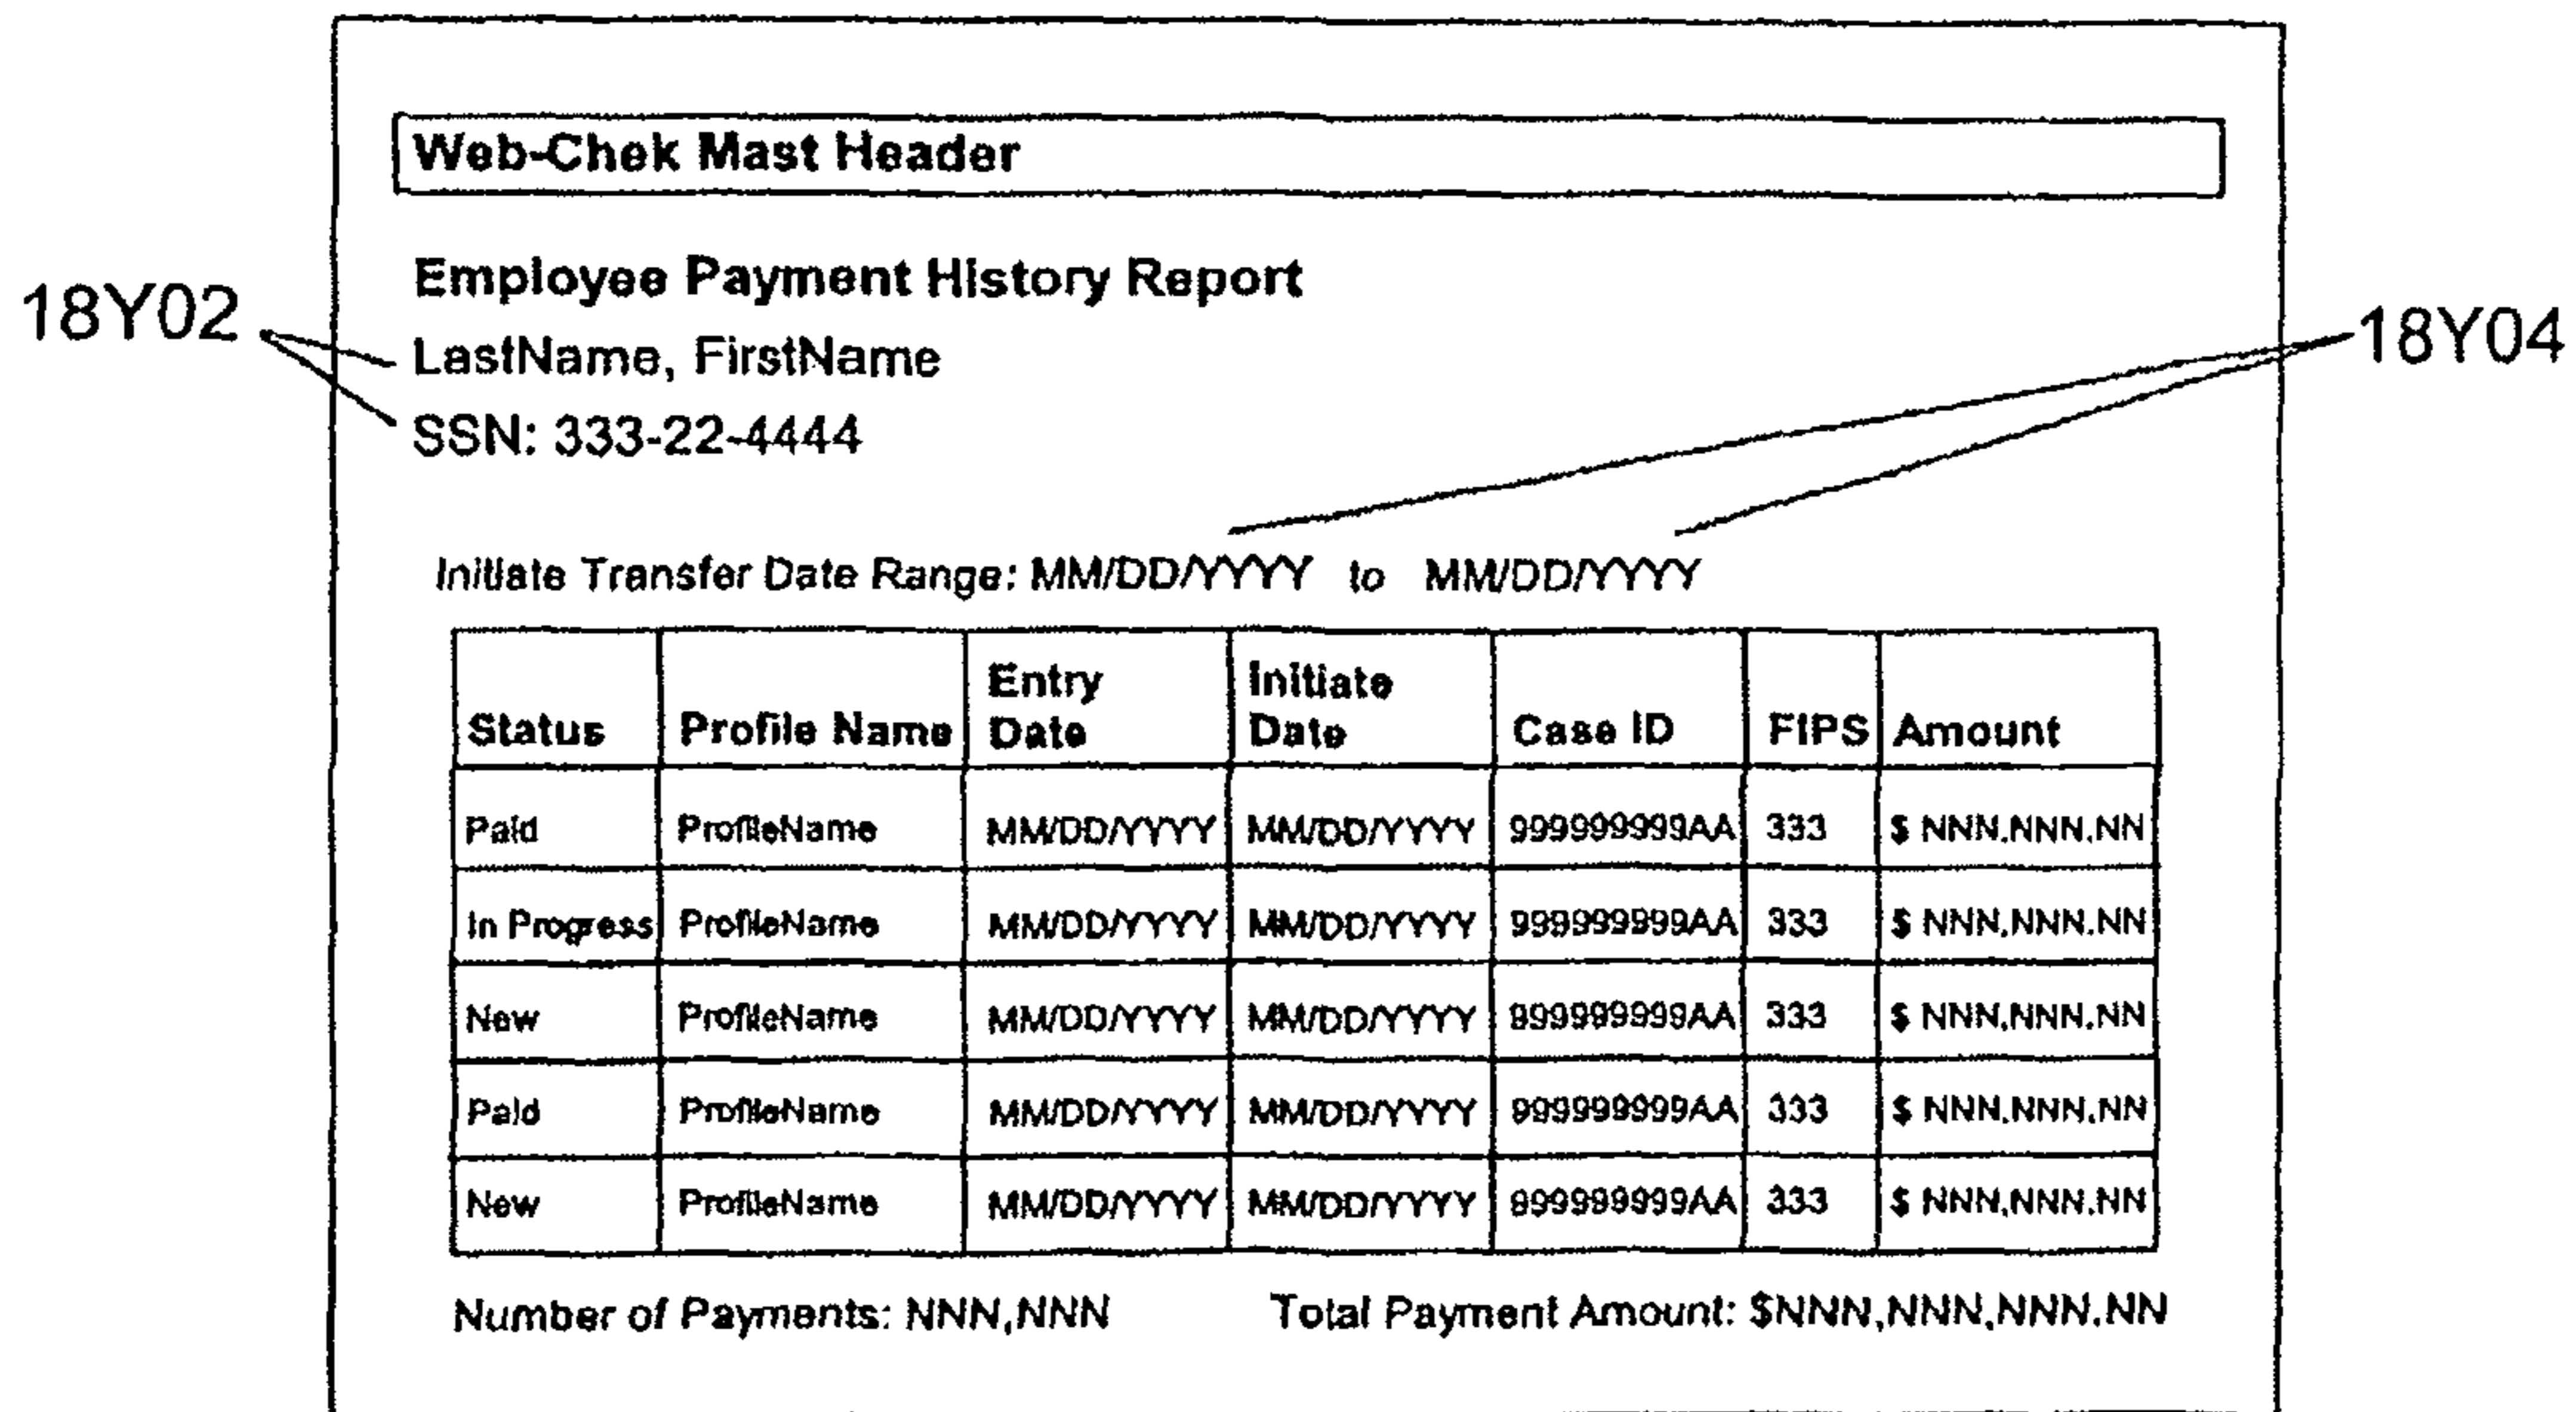 Web-Chek Mast Header
Employee Payment History Report
18Y02
LastName, FirstName
18Y04
SSN: 333-22-4444
Initiate Transfer Date Range: MM/DD/YYYY to MM/DD/YYYY
Status Profile Name Entry Date Initiate Date Case ID FIPS Amount
Paid ProfileName MM/DD/YYYY MM/DD/YYYY 999999999AA 333 $ NNN,NNN.NN
In Progress ProfileName MM/DD/YYYY MM/DD/YYYY 999999999AA 333 $ NNN,NNN.NN
New ProfileName MM/DD/YYYY MM/DD/YYYY 999999999AA 333 $ NNN,NNN.NN
Paid ProfileName MM/DD/YYYY MM/DD/YYYY 999999999AA 333 $ NNN,NNN.NN
New ProfileName MM/DD/YYYY MM/DD/YYYY 999999999AA 333 $ NNN,NNN.NN
Number of Payments: NNN,NNN Total Payment Amount: $NNN,NNN,NNN.NN